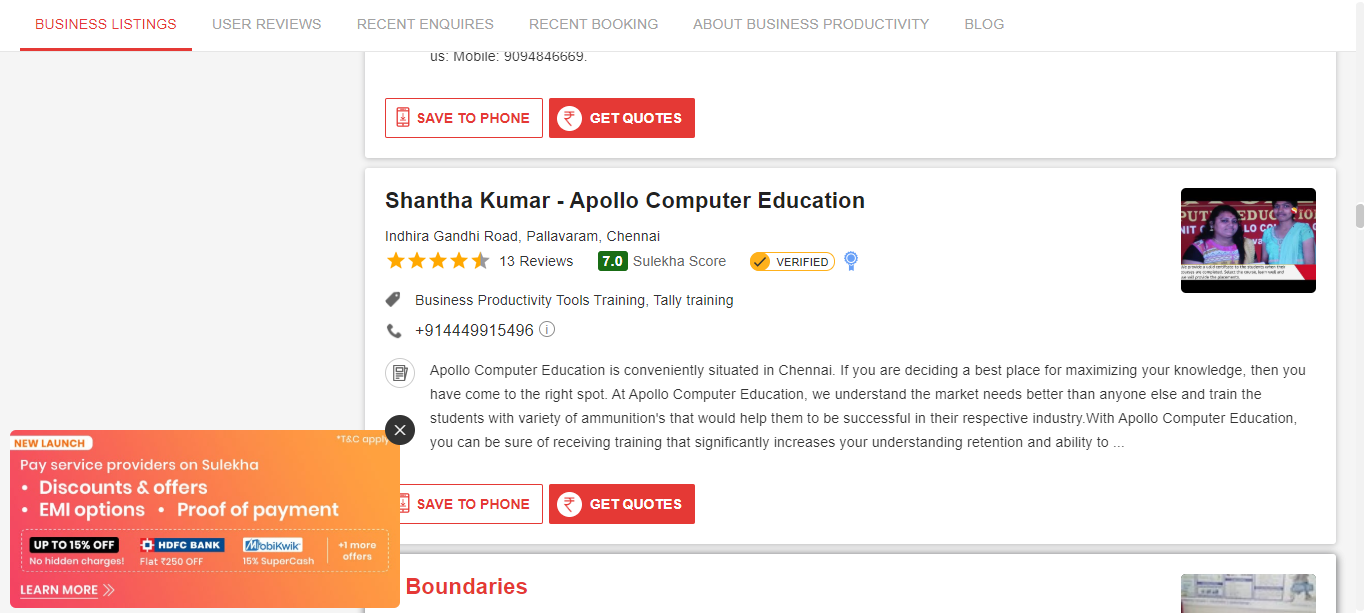 BUSINESS LISTINGS USER REVIEWS RECENT ENQUIRES RECENT BOOKING ABOUT BUSINESS PRODUCTIVITY BLOG
us: Mobile: 9094846669.
SAVE TO PHONE GET QUOTES
Shantha Kumar - Apollo Computer Education
Indhira Gandhi Road, Pallavaram, Chennai
13 Reviews 7.0 Sulekha Score VERIFIED
Business Productivity Tools Training, Tally training
+914449915496
Apollo Computer Education is conveniently situated in Chennai. If you are deciding a best place for maximizing your knowledge, then you
have come to the right spot. At Apollo Computer Education, we understand the market needs better than anyone else and train the
students with variety of ammunition's that would help them to be successful in their respective industry.With Apollo Computer Education,
you can be sure of receiving training that significantly increases your understanding retention and ability to ...
SAVE TO PHONE GET QUOTES
Boundaries
NEW LAUNCH *T&C apply
Pay service providers on Sulekha
• Discounts & offers
• EMI options • Proof of payment
UP TO 15% OFF HDFC BANK MobiKwik +1 more
No hidden charges! Flat ₹250 OFF 15% SuperCash offers
LEARN MORE